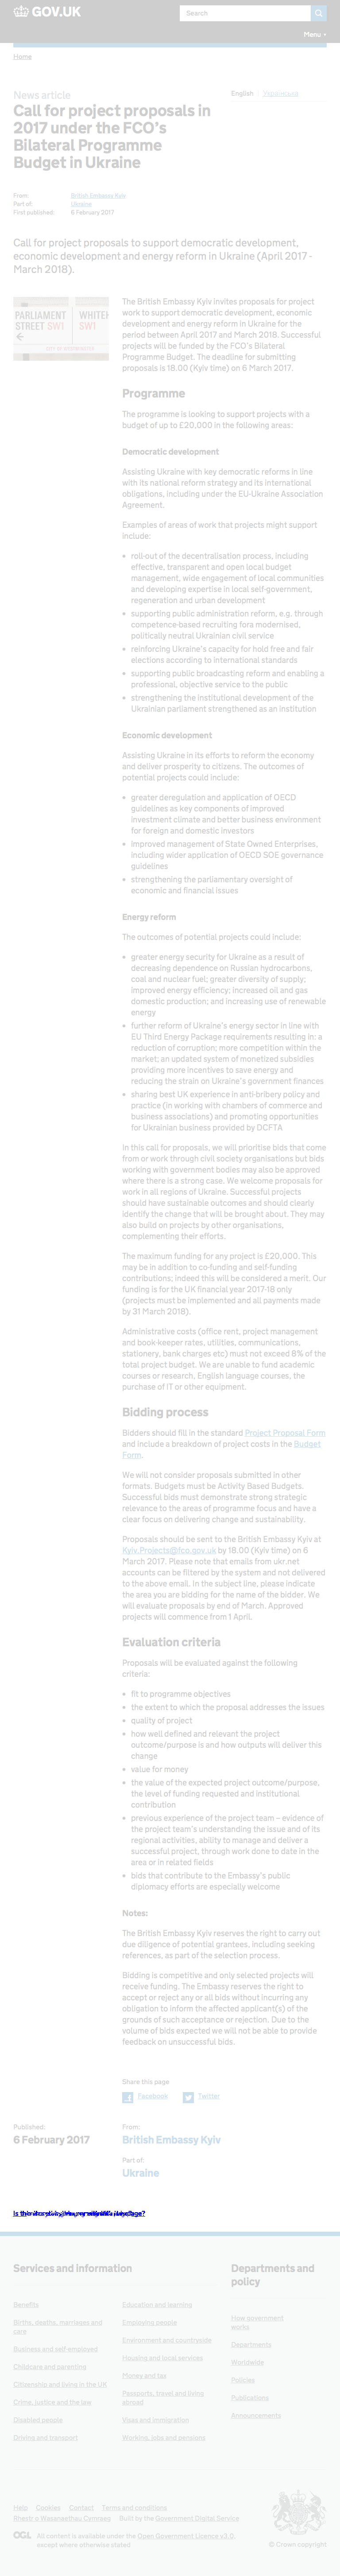 GOV.UK
Search
Menu
Home
News article
English Українська
Call for project proposals in
2017 under the FCO’s
Bilateral Programme
Budget in Ukraine
From: British Embassy Kyiv
Part of: Ukraine
First published: 6 February 2017
Call for project proposals to support democratic development,
economic development and energy reform in Ukraine (April 2017 -
March 2018).
PARLIAMENT
STREET SW1
WHITEH
SW1
CITY OF WESTMINSTER
The British Embassy Kyiv invites proposals for project
work to support democratic development, economic
development and energy reform in Ukraine for the
period between April 2017 and March 2018. Successful
projects will be funded by the FCO’s Bilateral
Programme Budget. The deadline for submitting
proposals is 18.00 (Kyiv time) on 6 March 2017.
Programme
The programme is looking to support projects with a
budget of up to £20,000 in the following areas:
Democratic development
Assisting Ukraine with key democratic reforms in line
with its national reform strategy and its international
obligations, including under the EU-Ukraine Association
Agreement.
Examples of areas of work that projects might support
include:
• roll-out of the decentralisation process, including
effective, transparent and open local budget
management, wide engagement of local communities
and developing expertise in local self-government,
regeneration and urban development
• supporting public administration reform, e.g. through
competence-based recruiting fora modernised,
politically neutral Ukrainian civil service
• reinforcing Ukraine’s capacity for hold free and fair
elections according to international standards
• supporting public broadcasting reform and enabling a
professional, objective service to the public
• strengthening the institutional development of the
Ukrainian parliament strengthened as an institution
Economic development
Assisting Ukraine in its efforts to reform the economy
and deliver prosperity to citizens. The outcomes of
potential projects could include:
• greater deregulation and application of OECD
guidelines as key components of improved
investment climate and better business environment
for foreign and domestic investors
• improved management of State Owned Enterprises,
including wider application of OECD SOE governance
guidelines
• strengthening the parliamentary oversight of
economic and financial issues
Energy reform
The outcomes of potential projects could include:
• greater energy security for Ukraine as a result of
decreasing dependence on Russian hydrocarbons,
coal and nuclear fuel; greater diversity of supply;
improved energy efficiency; increased oil and gas
domestic production; and increasing use of renewable
energy
• further reform of Ukraine’s energy sector in line with
EU Third Energy Package requirements resulting in: a
reduction of corruption; more competition within the
market; an updated system of monetized subsidies
providing more incentives to save energy and
reducing the strain on Ukraine’s government finances
• sharing best UK experience in anti-bribery policy and
practice (in working with chambers of commerce and
business associations) and promoting opportunities
for Ukrainian business provided by DCFTA
In this call for proposals, we will prioritise bids that come
from or work through civil society organisations but bids
working with government bodies may also be approved
where there is a strong case. We welcome proposals for
work in all regions of Ukraine. Successful projects
should have sustainable outcomes and should clearly
identify the change that will be brought about. They may
also build on projects by other organisations,
complementing their efforts.
The maximum funding for any project is £20,000. This
may be in addition to co-funding and self-funding
contributions; indeed this will be considered a merit. Our
funding is for the UK financial year 2017-18 only
(projects must be implemented and all payments made
by 31 March 2018).
Administrative costs (office rent, project management
and book-keeper rates, utilities, communications,
stationery, bank charges etc) must not exceed 8% of the
total project budget. We are unable to fund academic
courses or research, English language courses, the
purchase of IT or other equipment.
Bidding process
Bidders should fill in the standard Project Proposal Form
and include a breakdown of project costs in the Budget
Form.
We will not consider proposals submitted in other
formats. Budgets must be Activity Based Budgets.
Successful bids must demonstrate strong strategic
relevance to the areas of programme focus and have a
clear focus on delivering change and sustainability.
Proposals should be sent to the British Embassy Kyiv at
Kyiv.Projects@fco.gov.uk by 18.00 (Kyiv time) on 6
March 2017. Please note that emails from ukr.net
accounts can be filtered by the system and not delivered
to the above email. In the subject line, please indicate
the area you are bidding for the name of the bidder. We
will evaluate proposals by end of March. Approved
projects will commence from 1 April.
Evaluation criteria
Proposals will be evaluated against the following
criteria:
• fit to programme objectives
• the extent to which the proposal addresses the issues
• quality of project
• how well defined and relevant the project
outcome/purpose is and how outputs will deliver this
change
• value for money
• the value of the expected project outcome/purpose,
the level of funding requested and institutional
contribution
• previous experience of the project team – evidence of
the project team’s understanding the issue and of its
regional activities, ability to manage and deliver a
successful project, through work done to date in the
area or in related fields
• bids that contribute to the Embassy’s public
diplomacy efforts are especially welcome
Notes:
The British Embassy Kyiv reserves the right to carry out
due diligence of potential grantees, including seeking
references, as part of the selection process.
Bidding is competitive and only selected projects will
receive funding. The Embassy reserves the right to
accept or reject any or all bids without incurring any
obligation to inform the affected applicant(s) of the
grounds of such acceptance or rejection. Due to the
volume of bids expected we will not be able to provide
feedback on unsuccessful bids.
Share this page
Facebook Twitter
Published:
6 February 2017
From:
British Embassy Kyiv
Part of:
Ukraine
Services and information
Benefits
Births, deaths, marriages and
care
Business and self-employed
Childcare and parenting
Citizenship and living in the UK
Crime, justice and the law
Disabled people
Driving and transport
Education and learning
Employing people
Environment and countryside
Housing and local services
Money and tax
Passports, travel and living
abroad
Visas and immigration
Working, jobs and pensions
Departments and
policy
How government
works
Departments
Worldwide
Policies
Publications
Announcements
Help Cookies Contact Terms and conditions
Rhestr o Wasanaethau Cymraeg Built by the Government Digital Service
OGL All content is available under the Open Government Licence v3.0,
except where otherwise stated
© Crown copyright